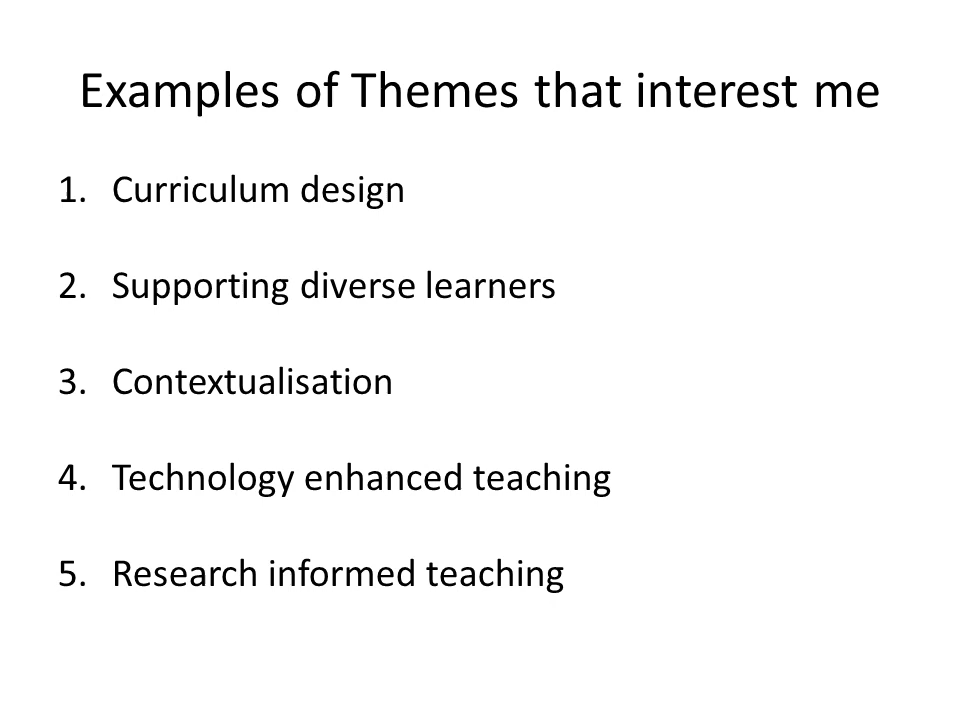 Examples of Themes that interest me
1. Curriculum design
2. Supporting diverse learners
3. Contextualisation
4. Technology enhanced teaching
5. Research informed teaching